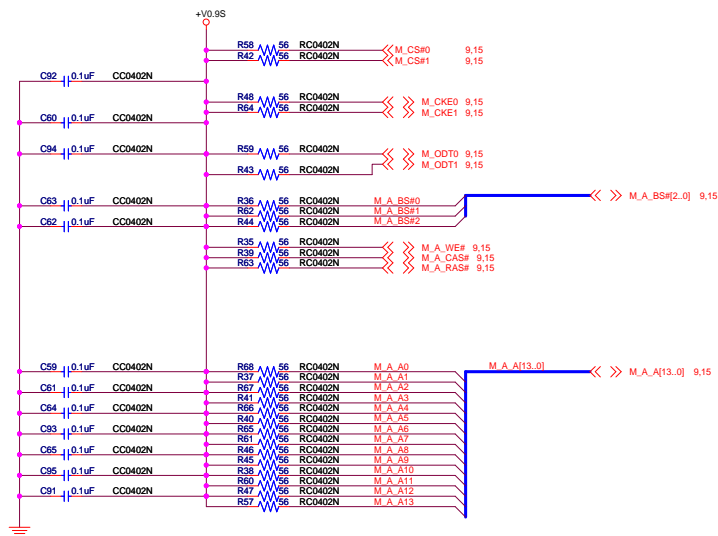 +V0.9S
R58 56 RC0402N M_CS#0 9,15
R42 56 RC0402N M_CS#1 9,15
C92 0.1uF CC0402N
R48 56 RC0402N M_CKE0 9,15
R64 56 RC0402N M_CKE1 9,15
C60 0.1uF CC0402N
C94 0.1uF CC0402N R59 56 RC0402N M_ODT0 9,15
M_ODT1 9,15
R43 56 RC0402N
C63 0.1uF CC0402N R36 56 RC0402N M_A_BS#0 M_A_BS#[2..0] 9,15
R62 56 RC0402N M_A_BS#1
C62 0.1uF CC0402N R44 56 RC0402N M_A_BS#2
R35 56 RC0402N M_A_WE# 9,15
R39 56 RC0402N M_A_CAS# 9,15
R63 56 RC0402N M_A_RAS# 9,15
C59 0.1uF CC0402N R68 56 RC0402N M_A_A0 M_A_A[13..0] M_A_A[13..0] 9,15
R37 56 RC0402N M_A_A1
C61 0.1uF CC0402N R67 56 RC0402N M_A_A2
R41 56 RC0402N M_A_A3
C64 0.1uF CC0402N R66 56 RC0402N M_A_A4
R40 56 RC0402N M_A_A5
C93 0.1uF CC0402N R65 56 RC0402N M_A_A6
R61 56 RC0402N M_A_A7
C65 0.1uF CC0402N R46 56 RC0402N M_A_A8
R45 56 RC0402N M_A_A9
C95 0.1uF CC0402N R38 56 RC0402N M_A_A10
R60 56 RC0402N M_A_A11
C91 0.1uF CC0402N R47 56 RC0402N M_A_A12
R57 56 RC0402N M_A_A13